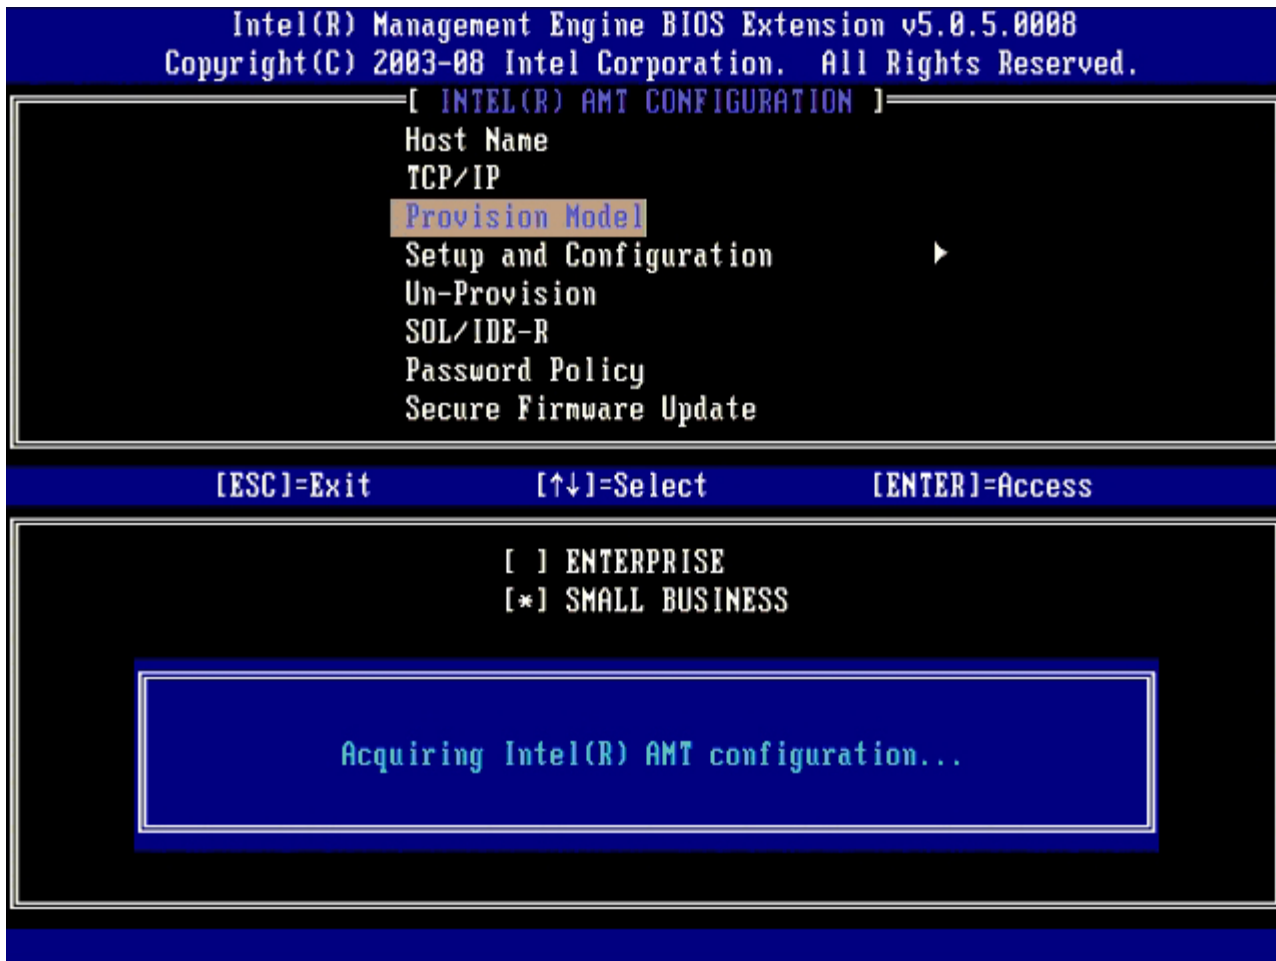 Intel(R) Management Engine BIOS Extension v5.0.5.0008
Copyright(C) 2003-08 Intel Corporation. All Rights Reserved.
[ INTEL(R) AMT CONFIGURATION ]
Host Name
TCP/IP
Provision Model
Setup and Configuration ►
Un-Provision
SOL/IDE-R
Password Policy
Secure Firmware Update
[ESC]=Exit [↑↓]=Select [ENTER]=Access
[ ] ENTERPRISE
[*] SMALL BUSINESS
Acquiring Intel(R) AMT configuration...